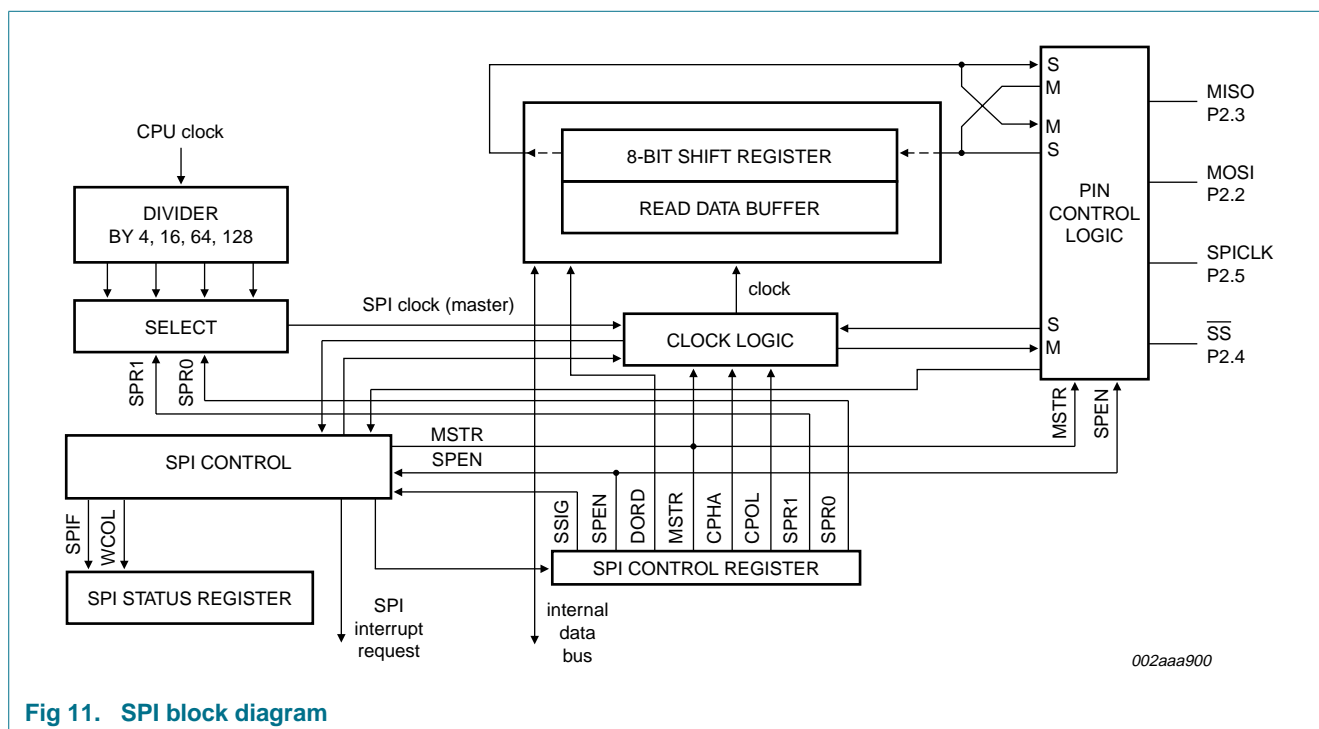 S
M
M
S
PIN
CONTROL
LOGIC
MISO
P2.3
MOSI
P2.2
SPICLK
P2.5
SS
P2.4
S
M
MSTR
SPEN
CPU clock
DIVIDER
BY 4, 16, 64, 128
SELECT
SPR1
SPR0
SPI clock (master)
8-BIT SHIFT REGISTER
READ DATA BUFFER
clock
CLOCK LOGIC
MSTR
SPEN
SPI CONTROL
SPIF
WCOL
SPI STATUS REGISTER
SPI
interrupt
request
SSIG
SPEN
DORD
MSTR
CPHA
CPOL
SPR1
SPR0
SPI CONTROL REGISTER
internal
data
bus
002aaa900
Fig 11. SPI block diagram